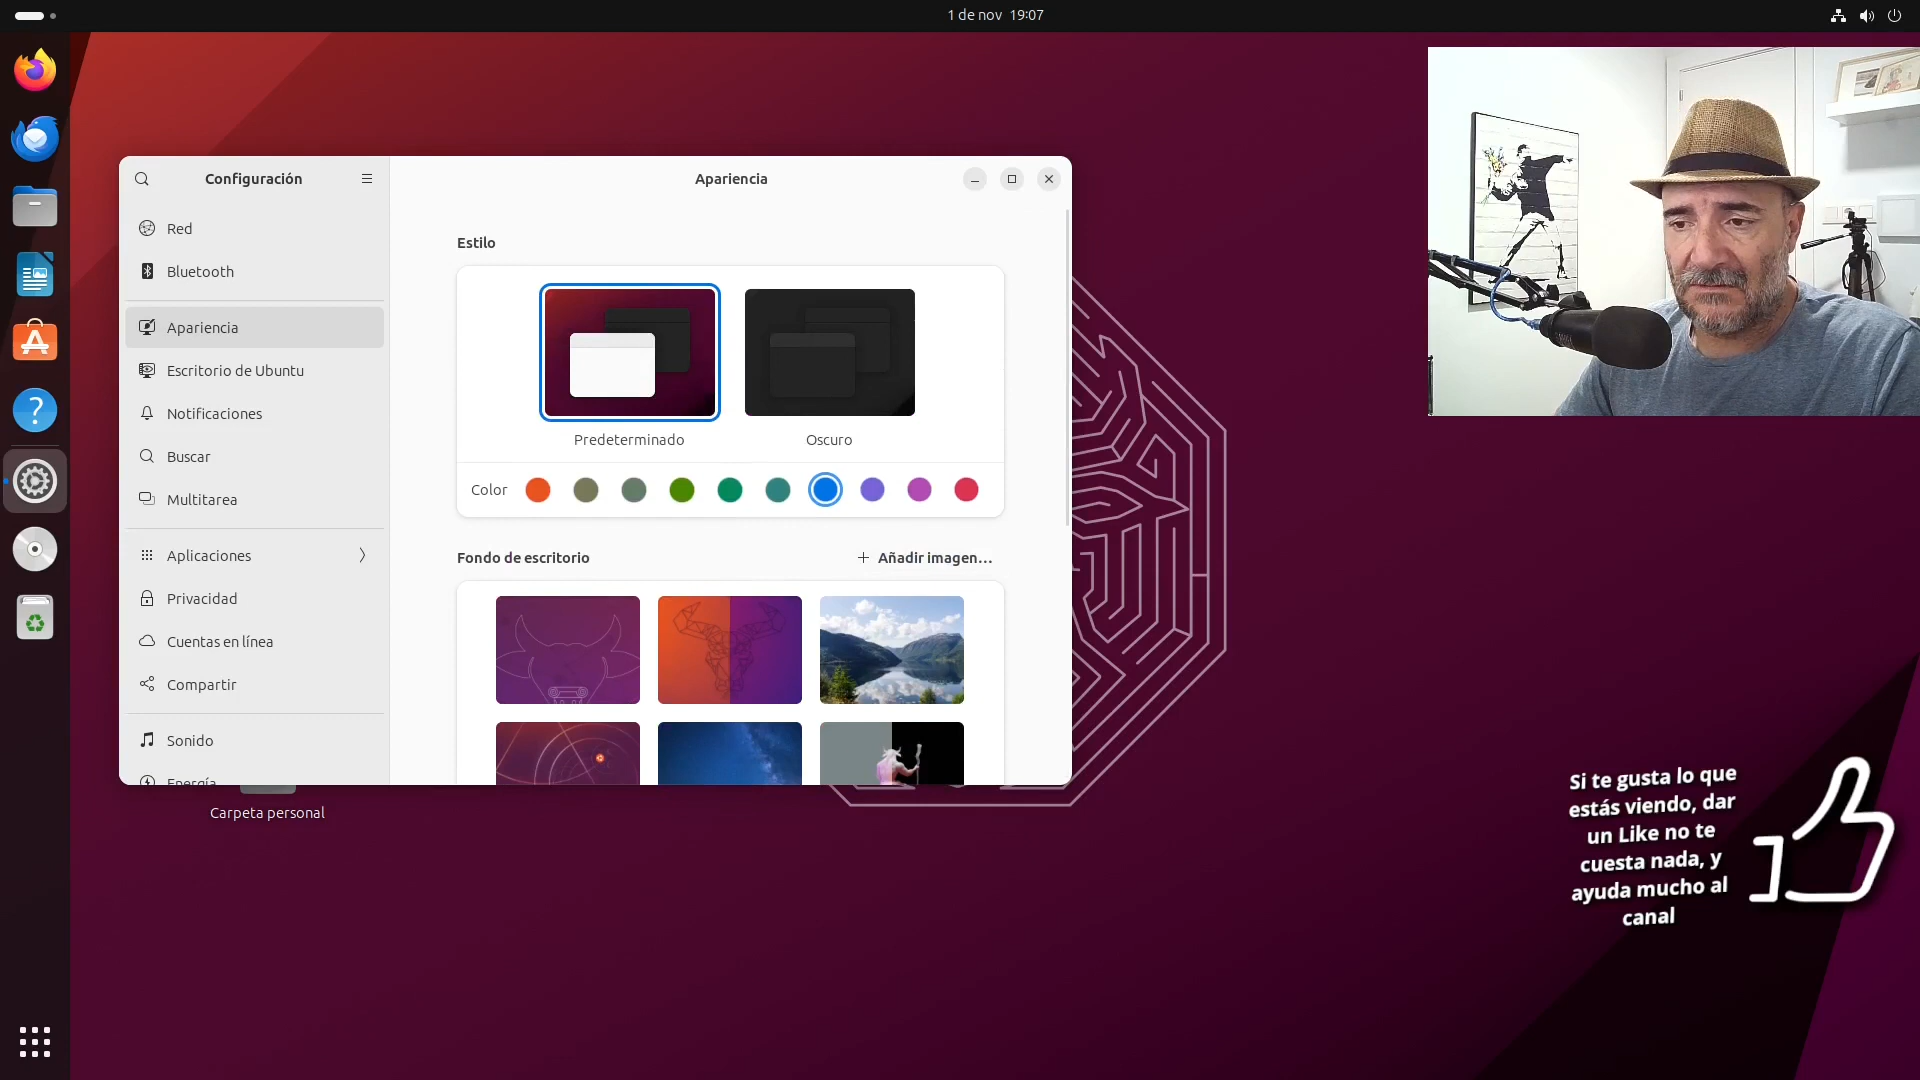 1 de nov 19:07
Configuración
Apariencia
Red
Bluetooth
Apariencia
Escritorio de Ubuntu
Notificaciones
Buscar
Multitarea
Aplicaciones
Privacidad
Cuentas en línea
Compartir
Sonido
Energía
Estilo
Predeterminado
Oscuro
Color
Fondo de escritorio
+ Añadir imagen...
Carpeta personal
Si te gusta lo que
estás viendo, dar
un Like no te
cuesta nada, y
ayuda mucho al
canal